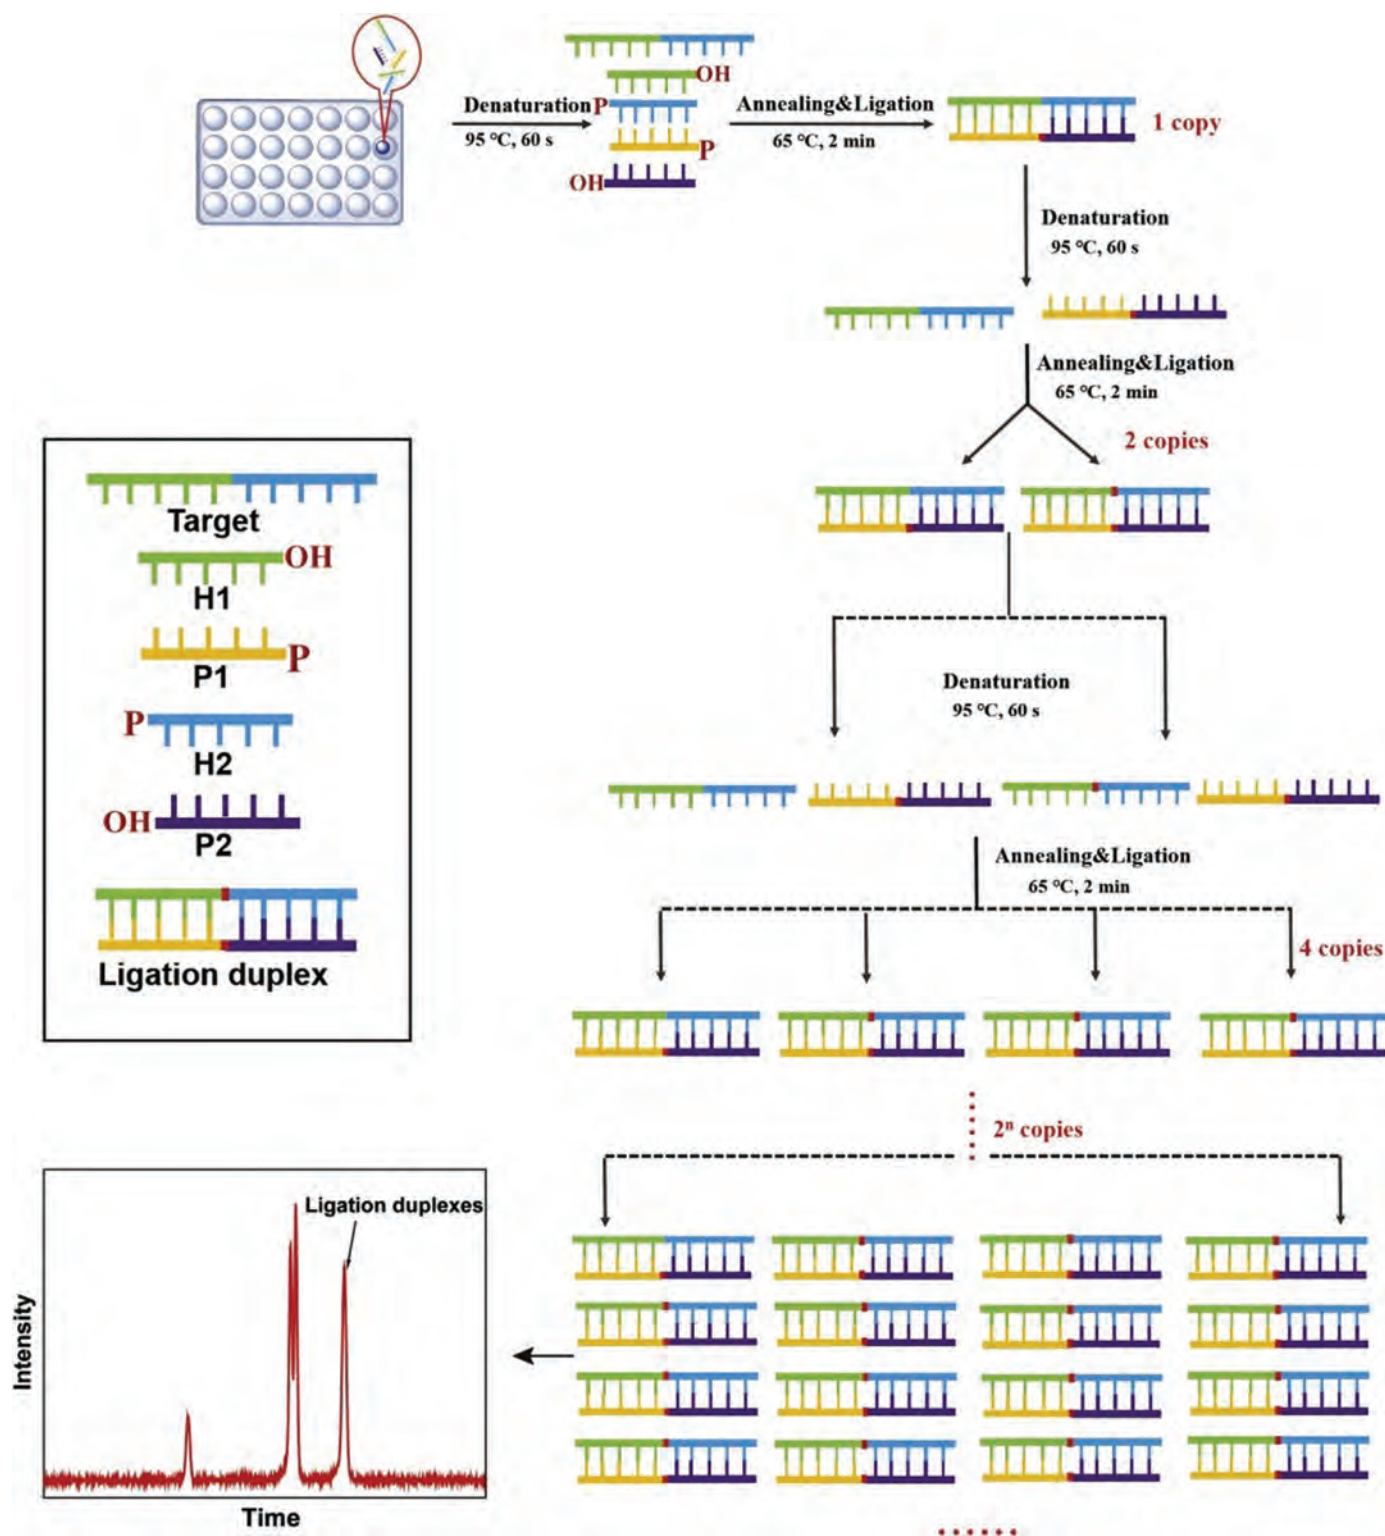 OH
Denaturation
95 °C, 60 s
P
P
OH
Annealing&Ligation
65 °C, 2 min
1 copy
Denaturation
95 °C, 60 s
Annealing&Ligation
65 °C, 2 min
2 copies
Denaturation
95 °C, 60 s
Annealing&Ligation
65 °C, 2 min
4 copies
2ⁿ copies
Target
OH
H1
P
P1
P
H2
OH
P2
Ligation duplex
Ligation duplexes
Intensity
Time